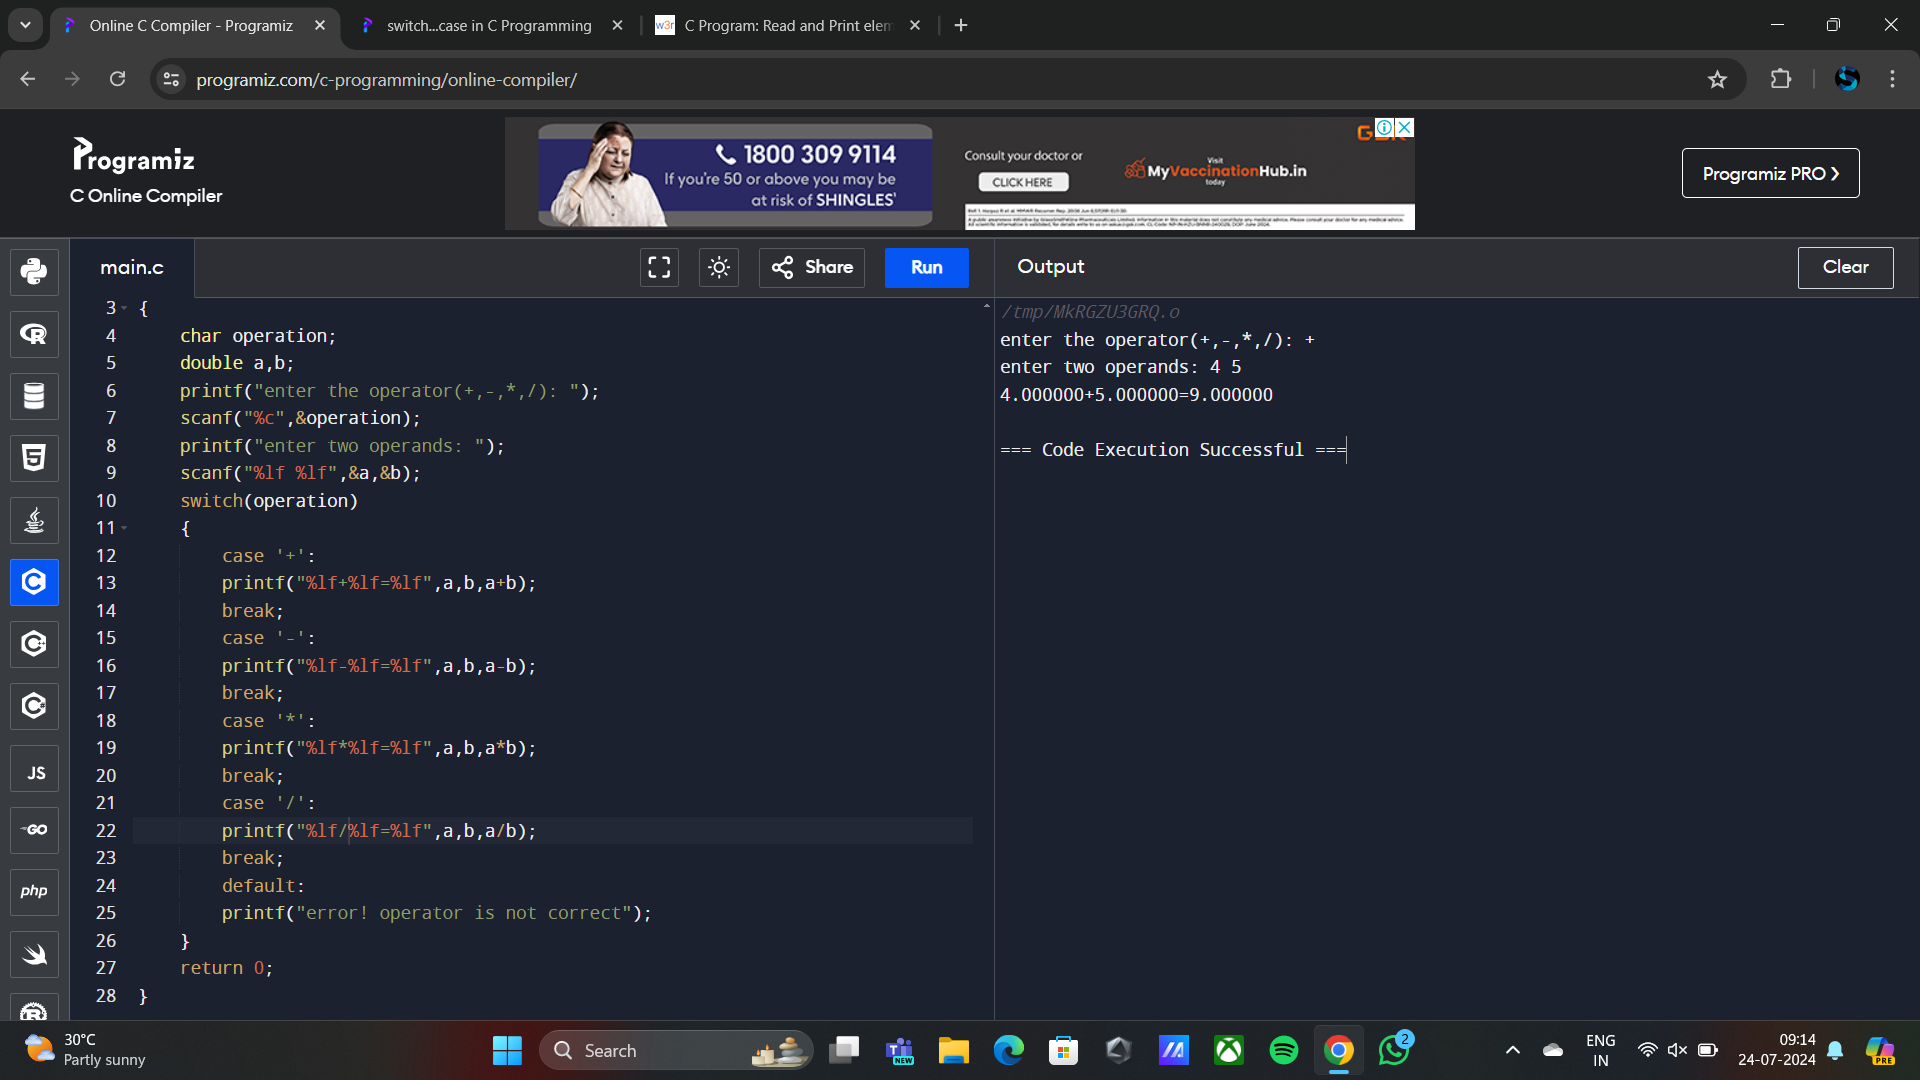 Online C Compiler - Programiz
switch...case in C Programming
w3r
C Program: Read and Print elem
programiz.com/c-programming/online-compiler/
Programiz
C Online Compiler
1800 309 9114
If you're 50 or above you may be
at risk of SHINGLES*
Consult your doctor or
CLICK HERE
Visit
MyVaccinationHub.in
today
Programiz PRO
main.c
Share
Run
Output
Clear
3 {
4 char operation;
5 double a,b;
6 printf("enter the operator(+,-,*,/): ");
7 scanf("%c",&operation);
8 printf("enter two operands: ");
9 scanf("%lf %lf",&a,&b);
10 switch(operation)
11 {
12 case '+':
13 printf("%lf+%lf=%lf",a,b,a+b);
14 break;
15 case '-':
16 printf("%lf-%lf=%lf",a,b,a-b);
17 break;
18 case '*':
19 printf("%lf*%lf=%lf",a,b,a*b);
20 break;
21 case '/':
22 printf("%lf/%lf=%lf",a,b,a/b);
23 break;
24 default:
25 printf("error! operator is not correct");
26 }
27 return 0;
28 }
/tmp/MkRGZU3GRQ.o
enter the operator(+,-,*,/): +
enter two operands: 4 5
4.000000+5.000000=9.000000
=== Code Execution Successful ===
JS
GO
php
30°C
Partly sunny
Search
NEW
2
ENG
IN
09:14
24-07-2024
PRE